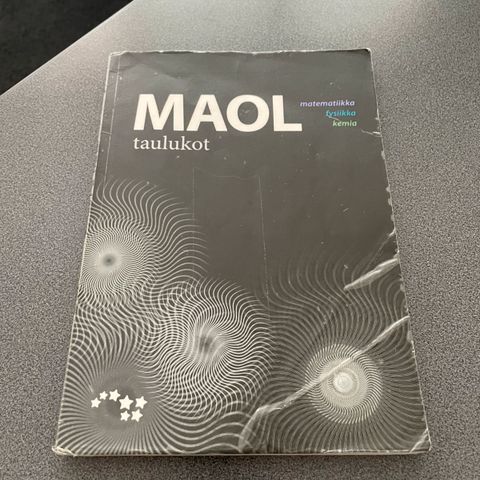 MAOL
taulukot
matematiikka
fysiikka
kemia